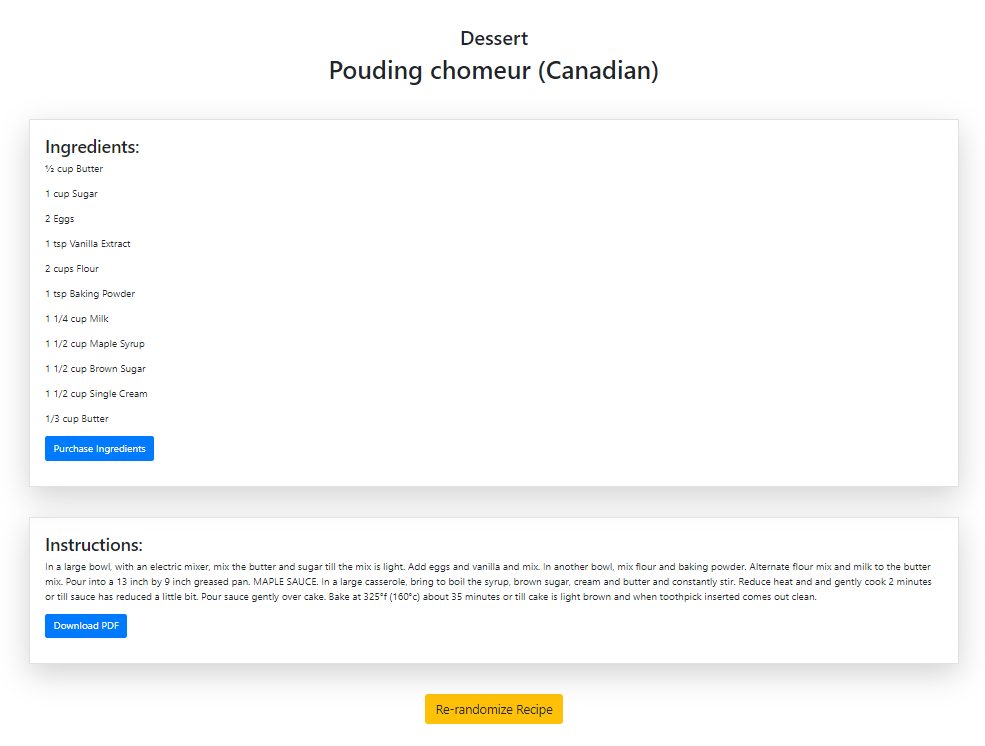 Dessert
Pouding chomeur (Canadian)
Ingredients:
½ cup Butter
1 cup Sugar
2 Eggs
1 tsp Vanilla Extract
2 cups Flour
1 tsp Baking Powder
1 1/4 cup Milk
1 1/2 cup Maple Syrup
1 1/2 cup Brown Sugar
1 1/2 cup Single Cream
1/3 cup Butter
Purchase Ingredients
Instructions:
In a large bowl, with an electric mixer, mix the butter and sugar till the mix is light. Add eggs and vanilla and mix. In another bowl, mix flour and baking powder. Alternate flour mix and milk to the butter
mix. Pour into a 13 inch by 9 inch greased pan. MAPLE SAUCE. In a large casserole, bring to boil the syrup, brown sugar, cream and butter and constantly stir. Reduce heat and and gently cook 2 minutes
or till sauce has reduced a little bit. Pour sauce gently over cake. Bake at 325°f (160°c) about 35 minutes or till cake is light brown and when toothpick inserted comes out clean.
Download PDF
Re-randomize Recipe